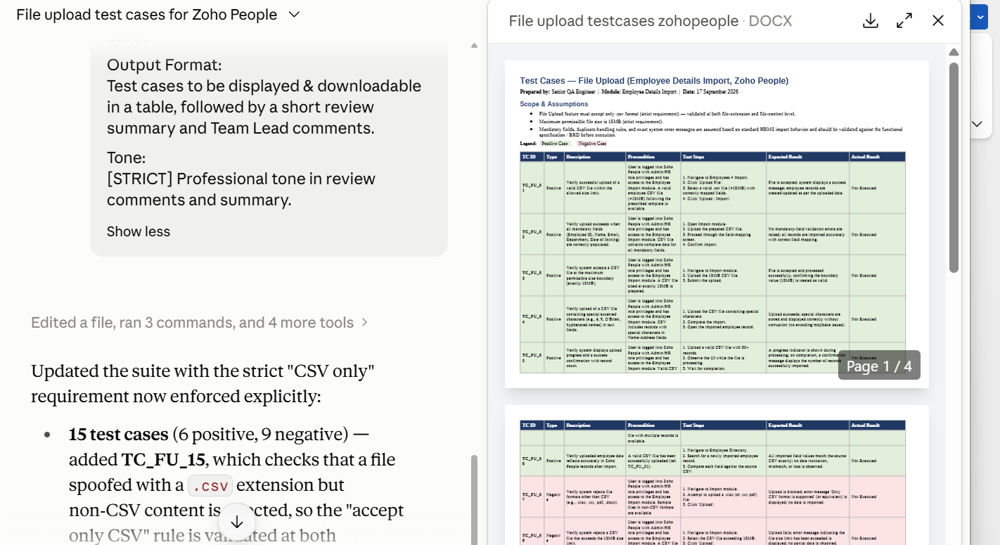 File upload test cases for Zoho People
Output Format:
Test cases to be displayed & downloadable
in a table, followed by a short review
summary and Team Lead comments.
Tone:
[STRICT] Professional tone in review
comments and summary.
Show less
Edited a file, ran 3 commands, and 4 more tools
Updated the suite with the strict "CSV only"
requirement now enforced explicitly:
15 test cases (6 positive, 9 negative) —
added TC_FU_15, which checks that a file
spoofed with a .csv extension but
non-CSV content is
so the "accept
only CSV" rule is validated at both
File upload testcases zohopeople · DOCX
Test Cases — File Upload (Employee Details Import, Zoho People)
Prepared by: Senior QA Engineer | Module: Employee Details Import | Date: 17 September 2026
Scope & Assumptions
File Upload feature must accept only .csv format (strict requirement) — validated at both file-extension and file-content level.
Maximum permissible file size is 15MB (strict requirement).
Mandatory fields, duplicate-handling rules, and exact system error messages are assumed based on standard HRMS import behavior and should be validated against the functional
specification / BRD before execution.
Legend: Positive Case Negative Case
TC ID Type Description Precondition Test Steps Expected Result Actual Result
TC_FU_0
1
Positive
Verify successful upload of a
valid CSV file within the
allowed size limit.
User is logged into Zoho
People with Admin/HR
role privileges and has
access to the Employee
Import module. A valid
employee CSV file
(<15MB) following the
prescribed template is
available.
1. Navigate to Employees > Import.
2. Click 'Upload File'.
3. Select a valid .csv file (<15MB) with
correctly mapped fields.
4. Click 'Upload / Import'.
File is accepted; system displays a success
message; employee records are
created/updated as per the uploaded data.
Not Executed
TC_FU_0
2
Positive
Verify upload succeeds when
all mandatory fields
(Employee ID, Name, Email,
Department, Date of Joining)
are correctly populated.
User is logged into Zoho
People with Admin/HR
role privileges and has
access to the Employee
Import module. CSV file
contains complete data for
all mandatory fields.
1. Open Import module.
2. Upload the prepared CSV file.
3. Proceed through the field-mapping
screen.
4. Confirm import.
No mandatory-field validation errors are
raised; all records are imported accurately
with correct field mapping.
Not Executed
TC_FU_0
3
Positive
Verify system accepts a CSV
file at the maximum
permissible size boundary
(exactly 15MB).
User is logged into Zoho
People with Admin/HR
role privileges and has
access to the Employee
Import module. A CSV file
sized at exactly 15MB is
prepared.
1. Navigate to Import module.
2. Upload the 15MB CSV file.
3. Submit the upload.
File is accepted and processed
successfully, confirming the boundary
value (15MB) is treated as valid.
Not Executed
TC_FU_0
4
Positive
Verify upload of a CSV file
containing special/accented
characters (e.g., O'Brien,
hyphenated names) in text
fields.
User is logged into Zoho
People with Admin/HR
role privileges and has
access to the Employee
Import module. CSV
includes records with
special characters in
Name/Address fields.
1. Upload the CSV file containing special
characters.
2. Complete the import.
3. Open the imported employee record.
Upload succeeds; special characters are
stored and displayed correctly without
corruption (no encoding/mojibake issues).
Not Executed
TC_FU_0
5
Positive
Verify system displays upload
progress and a success
confirmation with record
count.
User is logged into Zoho
People with Admin/HR
role privileges and has
access to the Employee
Import module. Valid CSV
1. Upload a valid CSV file with 50+
records.
2. Observe the UI while the file is
processing.
3. Wait for completion.
A progress indicator is shown during
processing; on completion, a confirmation
message displays the number of records
successfully imported.
Page 1 / 4
TC ID Type Description Precondition Test Steps Expected Result Actual Result
file with multiple records is
available.
TC_FU_0
6
Positive
Verify uploaded employee data
reflects accurately in Zoho
People records after import.
A valid CSV file has been
successfully uploaded (ref.
TC_FU_01).
1. Navigate to Employee Directory.
2. Search for a newly imported employee
record.
3. Compare each field against the source
CSV.
All imported field values match the source
CSV exactly; no data truncation,
mismatch, or loss is observed.
Not Executed
TC_FU_0
7
Negativ
e
Verify system rejects file
formats other than CSV
(e.g., .xlsx, .txt, .pdf, .docx).
User is logged into Zoho
People with Admin/HR
role privileges and has
access to the Employee
Import module. Sample
files in non-CSV formats
are available.
1. Navigate to Import module.
2. Attempt to upload a .xlsx (or .txt/.pdf)
file.
3. Click 'Upload'.
Upload is blocked; error message 'Only
CSV format is supported' (or equivalent) is
displayed; no data is imported.
Not Executed
TC_FU_0
8
Negativ
e
Verify system rejects a CSV
file that exceeds the 15MB size
limit.
User is logged into Zoho
People with Admin/HR
role privileges and has
access to the Employee
Import module. A CSV file
1. Navigate to Import module.
2. Select the CSV file exceeding 15MB.
3. Click 'Upload'.
Upload fails; error message indicating the
file size limit has been exceeded is
displayed; no partial data is imported.
Not Executed